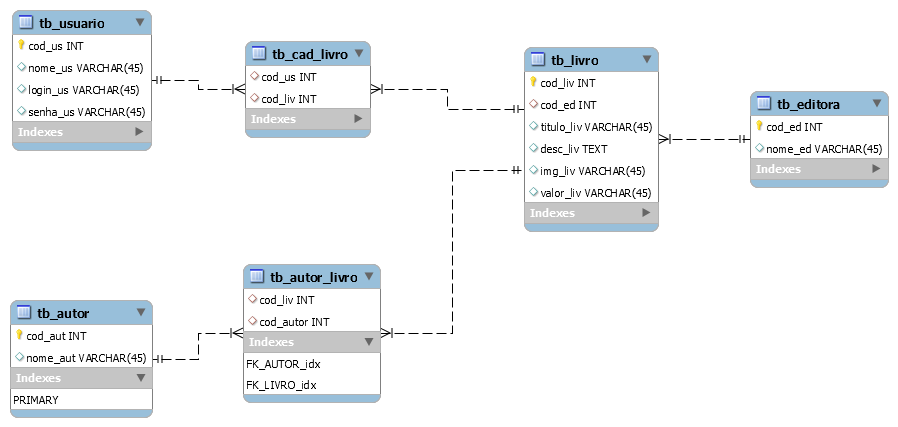 tb_usuario
cod_us INT
nome_us VARCHAR(45)
login_us VARCHAR(45)
senha_us VARCHAR(45)
Indexes
tb_cad_livro
cod_us INT
cod_liv INT
Indexes
tb_livro
cod_liv INT
cod_ed INT
titulo_liv VARCHAR(45)
desc_liv TEXT
img_liv VARCHAR(45)
valor_liv VARCHAR(45)
Indexes
tb_editora
cod_ed INT
nome_ed VARCHAR(45)
Indexes
tb_autor
cod_aut INT
nome_aut VARCHAR(45)
Indexes
PRIMARY
tb_autor_livro
cod_liv INT
cod_autor INT
Indexes
FK_AUTOR_idx
FK_LIVRO_idx